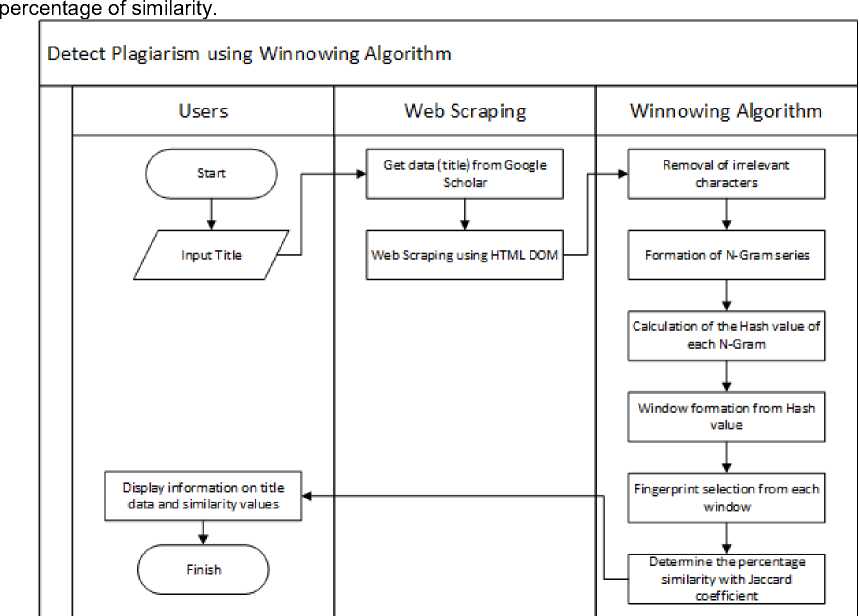 percentage of similarity.
Detect Plagiarism using Winnowing Algorithm
Users
Web Scraping
Winnowing Algorithm
Start
Input Title
Get data (title) from Google
Scholar
Web Scraping using HTML DOM
Removal of irrelevant
characters
Formation of N-Gram series
Calculation of the Hash value of
each N-Gram
Window formation from Hash
value
Fingerprint selection from each
window
Determine the percentage
similarity with Jaccard
coefficient
Display information on title
data and similarity values
Finish